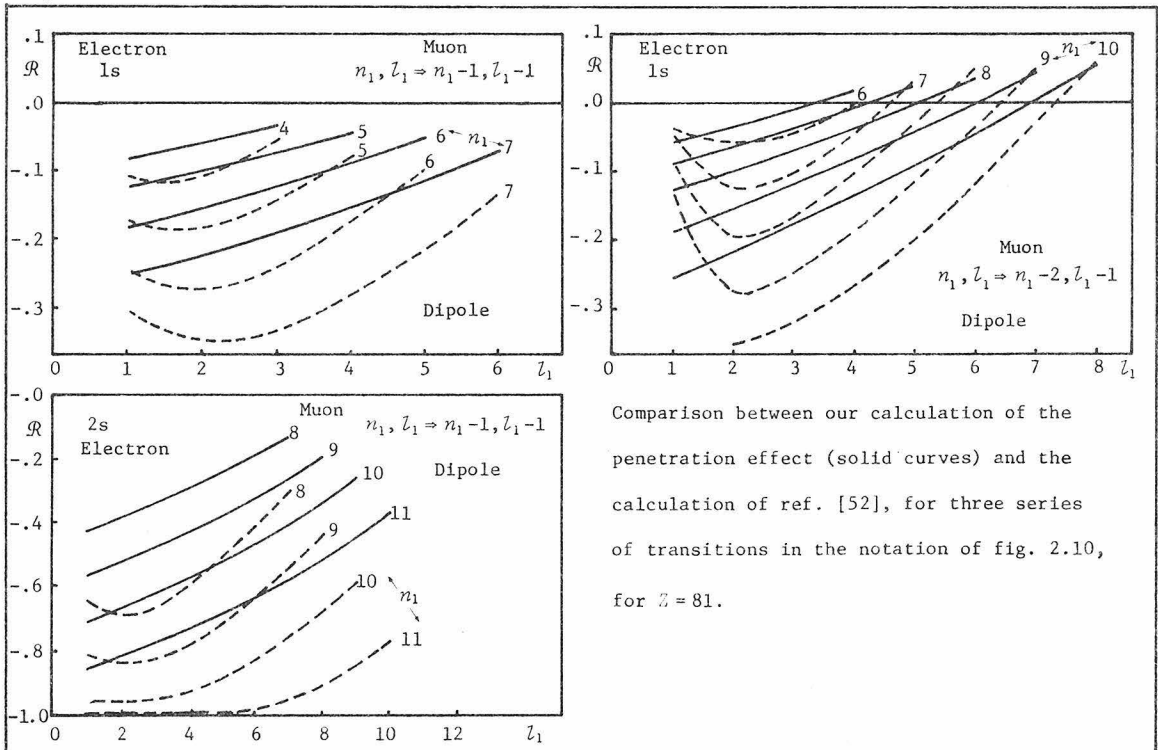 .1
ℛ
.0
-.1
-.2
-.3
Electron
1s
Muon
n₁, l₁ ⇒ n₁-1, l₁-1
4
5
6
n₁
7
4
5
6
7
Dipole
0 1 2 3 4 5 6 l₁
.1
ℛ
.0
-.1
-.2
-.3
Electron
1s
n₁
6
7
8
9
10
Muon
n₁, l₁ ⇒ n₁-2, l₁-1
Dipole
0 1 2 3 4 5 6 7 8 l₁
-.0
ℛ
-.2
-.4
-.6
-.8
-1.0
2s
Electron
Muon
n₁, l₁ ⇒ n₁-1, l₁-1
Dipole
8
9
10
11
8
9
10
n₁
11
0 2 4 6 8 10 12 l₁
Comparison between our calculation of the
penetration effect (solid curves) and the
calculation of ref. [52], for three series
of transitions in the notation of fig. 2.10,
for Z = 81.